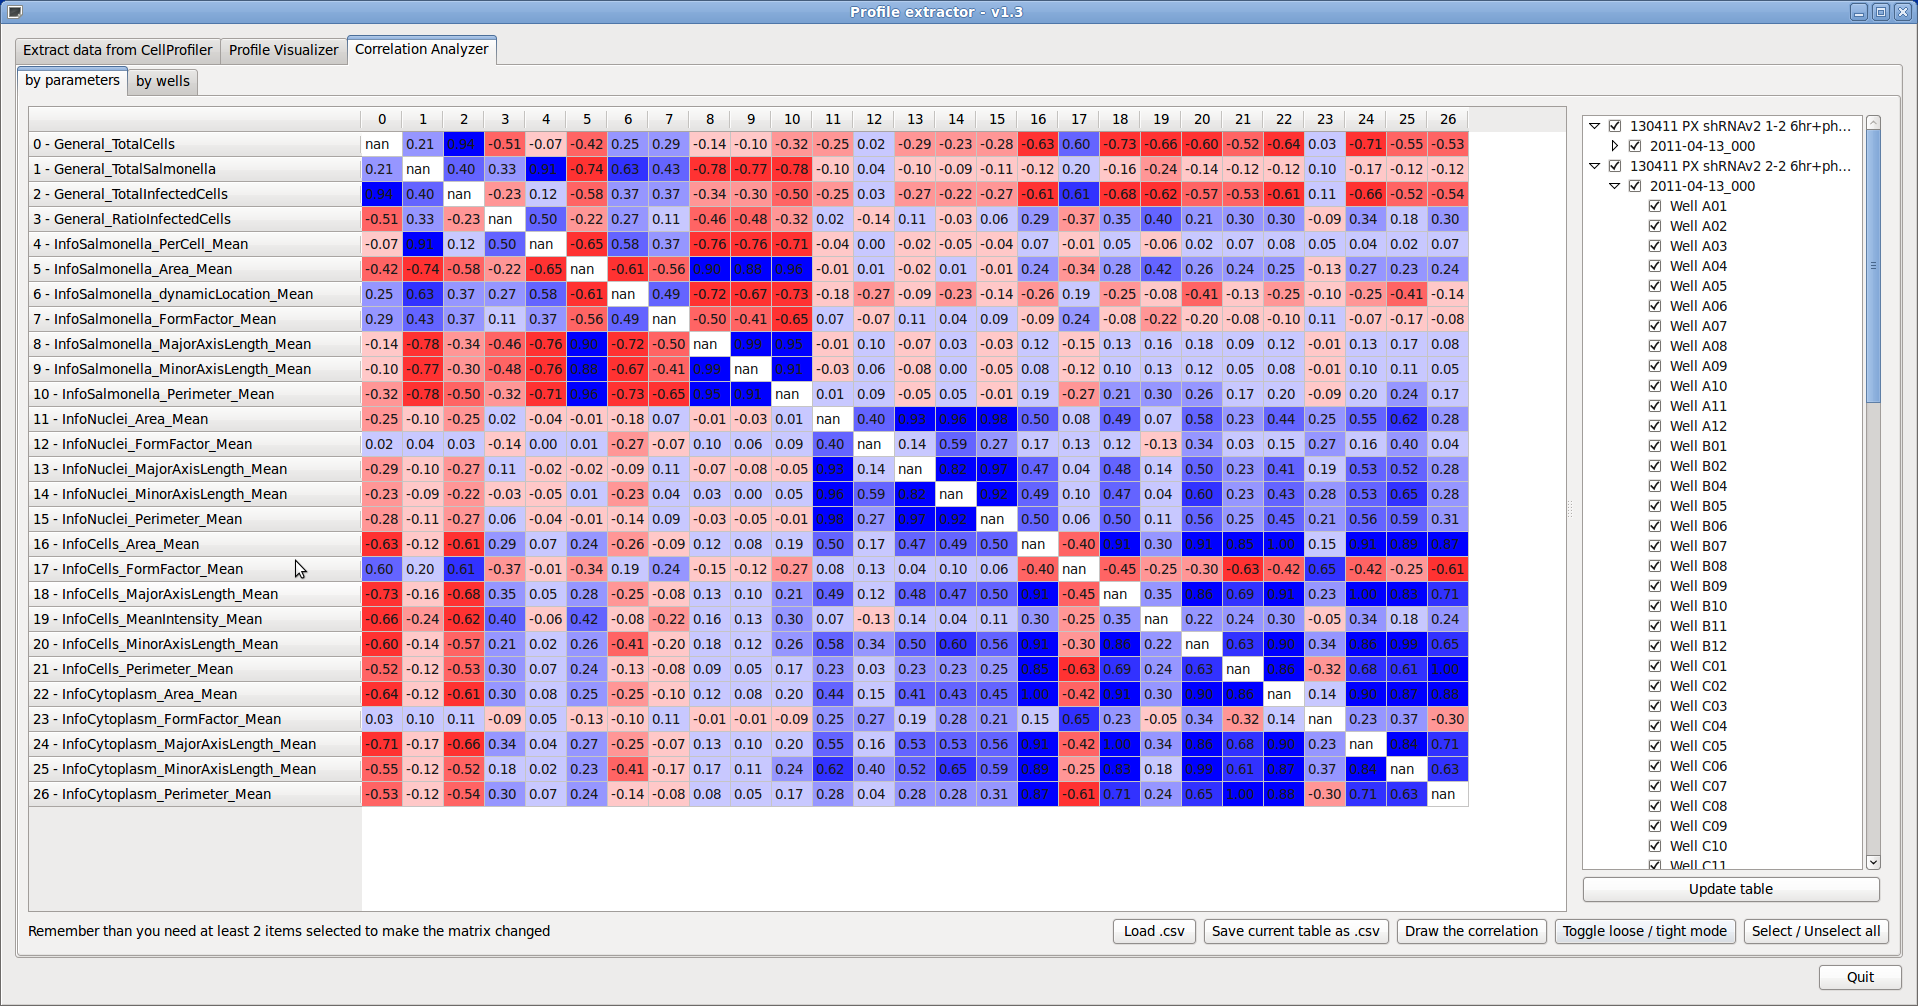 Profile extractor - v1.3
Extract data from CellProfiler Profile Visualizer Correlation Analyzer
by parameters by wells
0 1 2 3 4 5 6 7 8 9 10 11 12 13 14 15 16 17 18 19 20 21 22 23 24 25 26
0 - General_TotalCells nan 0.21 0.94 -0.51 -0.07 -0.42 0.25 0.29 -0.14 -0.10 -0.32 -0.25 0.02 -0.29 -0.23 -0.28 -0.63 0.60 -0.73 -0.66 -0.60 -0.52 -0.64 0.03 -0.71 -0.55 -0.53
1 - General_TotalSalmonella 0.21 nan 0.40 0.33 0.91 -0.74 0.63 0.43 -0.78 -0.77 -0.78 -0.10 0.04 -0.10 -0.09 -0.11 -0.12 0.20 -0.16 -0.24 -0.14 -0.12 -0.12 0.10 -0.17 -0.12 -0.12
2 - General_TotalInfectedCells 0.94 0.40 nan -0.23 0.12 -0.58 0.37 0.37 -0.34 -0.30 -0.50 -0.25 0.03 -0.27 -0.22 -0.27 -0.61 0.61 -0.68 -0.62 -0.57 -0.53 -0.61 0.11 -0.66 -0.52 -0.54
3 - General_RatioInfectedCells -0.51 0.33 -0.23 nan 0.50 -0.22 0.27 0.11 -0.46 -0.48 -0.32 0.02 -0.14 0.11 -0.03 0.06 0.29 -0.37 0.35 0.40 0.21 0.30 0.30 -0.09 0.34 0.18 0.30
4 - InfoSalmonella_PerCell_Mean -0.07 0.91 0.12 0.50 nan -0.65 0.58 0.37 -0.76 -0.76 -0.71 -0.04 0.00 -0.02 -0.05 -0.04 0.07 -0.01 0.05 -0.06 0.02 0.07 0.08 0.05 0.04 0.02 0.07
5 - InfoSalmonella_Area_Mean -0.42 -0.74 -0.58 -0.22 -0.65 nan -0.61 -0.56 0.90 0.88 0.96 -0.01 0.01 -0.02 0.01 -0.01 0.24 -0.34 0.28 0.42 0.26 0.24 0.25 -0.13 0.27 0.23 0.24
6 - InfoSalmonella_dynamicLocation_Mean 0.25 0.63 0.37 0.27 0.58 -0.61 nan 0.49 -0.72 -0.67 -0.73 -0.18 -0.27 -0.09 -0.23 -0.14 -0.26 0.19 -0.25 -0.08 -0.41 -0.13 -0.25 -0.10 -0.25 -0.41 -0.14
7 - InfoSalmonella_FormFactor_Mean 0.29 0.43 0.37 0.11 0.37 -0.56 0.49 nan -0.50 -0.41 -0.65 0.07 -0.07 0.11 0.04 0.09 -0.09 0.24 -0.08 -0.22 -0.20 -0.08 -0.10 0.11 -0.07 -0.17 -0.08
8 - InfoSalmonella_MajorAxisLength_Mean -0.14 -0.78 -0.34 -0.46 -0.76 0.90 -0.72 -0.50 nan 0.99 0.95 -0.01 0.10 -0.07 0.03 -0.03 0.12 -0.15 0.13 0.16 0.18 0.09 0.12 -0.01 0.13 0.17 0.08
9 - InfoSalmonella_MinorAxisLength_Mean -0.10 -0.77 -0.30 -0.48 -0.76 0.88 -0.67 -0.41 0.99 nan 0.91 -0.03 0.06 -0.08 0.00 -0.05 0.08 -0.12 0.10 0.13 0.12 0.05 0.08 -0.01 0.10 0.11 0.05
10 - InfoSalmonella_Perimeter_Mean -0.32 -0.78 -0.50 -0.32 -0.71 0.96 -0.73 -0.65 0.95 0.91 nan 0.01 0.09 -0.05 0.05 -0.01 0.19 -0.27 0.21 0.30 0.26 0.17 0.20 -0.09 0.20 0.24 0.17
11 - InfoNuclei_Area_Mean -0.25 -0.10 -0.25 0.02 -0.04 -0.01 -0.18 0.07 -0.01 -0.03 0.01 nan 0.40 0.93 0.96 0.98 0.50 0.08 0.49 0.07 0.58 0.23 0.44 0.25 0.55 0.62 0.28
12 - InfoNuclei_FormFactor_Mean 0.02 0.04 0.03 -0.14 0.00 0.01 -0.27 -0.07 0.10 0.06 0.09 0.40 nan 0.14 0.59 0.27 0.17 0.13 0.12 -0.13 0.34 0.03 0.15 0.27 0.16 0.40 0.04
13 - InfoNuclei_MajorAxisLength_Mean -0.29 -0.10 -0.27 0.11 -0.02 -0.02 -0.09 0.11 -0.07 -0.08 -0.05 0.93 0.14 nan 0.82 0.97 0.47 0.04 0.48 0.14 0.50 0.23 0.41 0.19 0.53 0.52 0.28
14 - InfoNuclei_MinorAxisLength_Mean -0.23 -0.09 -0.22 -0.03 -0.05 0.01 -0.23 0.04 0.03 0.00 0.05 0.96 0.59 0.82 nan 0.92 0.49 0.10 0.47 0.04 0.60 0.23 0.43 0.28 0.53 0.65 0.28
15 - InfoNuclei_Perimeter_Mean -0.28 -0.11 -0.27 0.06 -0.04 -0.01 -0.14 0.09 -0.03 -0.05 -0.01 0.98 0.27 0.97 0.92 nan 0.50 0.06 0.50 0.11 0.56 0.25 0.45 0.21 0.56 0.59 0.31
16 - InfoCells_Area_Mean -0.63 -0.12 -0.61 0.29 0.07 0.24 -0.26 -0.09 0.12 0.08 0.19 0.50 0.17 0.47 0.49 0.50 nan -0.40 0.91 0.30 0.91 0.85 1.00 0.15 0.91 0.89 0.87
17 - InfoCells_FormFactor_Mean 0.60 0.20 0.61 -0.37 -0.01 -0.34 0.19 0.24 -0.15 -0.12 -0.27 0.08 0.13 0.04 0.10 0.06 -0.40 nan -0.45 -0.25 -0.30 -0.63 -0.42 0.65 -0.42 -0.25 -0.61
18 - InfoCells_MajorAxisLength_Mean -0.73 -0.16 -0.68 0.35 0.05 0.28 -0.25 -0.08 0.13 0.10 0.21 0.49 0.12 0.48 0.47 0.50 0.91 -0.45 nan 0.35 0.86 0.69 0.91 0.23 1.00 0.83 0.71
19 - InfoCells_MeanIntensity_Mean -0.66 -0.24 -0.62 0.40 -0.06 0.42 -0.08 -0.22 0.16 0.13 0.30 0.07 -0.13 0.14 0.04 0.11 0.30 -0.25 0.35 nan 0.22 0.24 0.30 -0.05 0.34 0.18 0.24
20 - InfoCells_MinorAxisLength_Mean -0.60 -0.14 -0.57 0.21 0.02 0.26 -0.41 -0.20 0.18 0.12 0.26 0.58 0.34 0.50 0.60 0.56 0.91 -0.30 0.86 0.22 nan 0.63 0.90 0.34 0.86 0.99 0.65
21 - InfoCells_Perimeter_Mean -0.52 -0.12 -0.53 0.30 0.07 0.24 -0.13 -0.08 0.09 0.05 0.17 0.23 0.03 0.23 0.23 0.25 0.85 -0.63 0.69 0.24 0.63 nan 0.86 -0.32 0.68 0.61 1.00
22 - InfoCytoplasm_Area_Mean -0.64 -0.12 -0.61 0.30 0.08 0.25 -0.25 -0.10 0.12 0.08 0.20 0.44 0.15 0.41 0.43 0.45 1.00 -0.42 0.91 0.30 0.90 0.86 nan 0.14 0.90 0.87 0.88
23 - InfoCytoplasm_FormFactor_Mean 0.03 0.10 0.11 -0.09 0.05 -0.13 -0.10 0.11 -0.01 -0.01 -0.09 0.25 0.27 0.19 0.28 0.21 0.15 0.65 0.23 -0.05 0.34 -0.32 0.14 nan 0.23 0.37 -0.30
24 - InfoCytoplasm_MajorAxisLength_Mean -0.71 -0.17 -0.66 0.34 0.04 0.27 -0.25 -0.07 0.13 0.10 0.20 0.55 0.16 0.53 0.53 0.56 0.91 -0.42 1.00 0.34 0.86 0.68 0.90 0.23 nan 0.84 0.71
25 - InfoCytoplasm_MinorAxisLength_Mean -0.55 -0.12 -0.52 0.18 0.02 0.23 -0.41 -0.17 0.17 0.11 0.24 0.62 0.40 0.52 0.65 0.59 0.89 -0.25 0.83 0.18 0.99 0.61 0.87 0.37 0.84 nan 0.63
26 - InfoCytoplasm_Perimeter_Mean -0.53 -0.12 -0.54 0.30 0.07 0.24 -0.14 -0.08 0.08 0.05 0.17 0.28 0.04 0.28 0.28 0.31 0.87 -0.61 0.71 0.24 0.65 1.00 0.88 -0.30 0.71 0.63 nan
130411 PX shRNAv2 1-2 6hr+ph...
2011-04-13_000
130411 PX shRNAv2 2-2 6hr+ph...
2011-04-13_000
Well A01
Well A02
Well A03
Well A04
Well A05
Well A06
Well A07
Well A08
Well A09
Well A10
Well A11
Well A12
Well B01
Well B02
Well B04
Well B05
Well B06
Well B07
Well B08
Well B09
Well B10
Well B11
Well B12
Well C01
Well C02
Well C03
Well C04
Well C05
Well C06
Well C07
Well C08
Well C09
Well C10
Well C11
Update table
Remember than you need at least 2 items selected to make the matrix changed
Load .csv Save current table as .csv Draw the correlation Toggle loose / tight mode Select / Unselect all
Quit